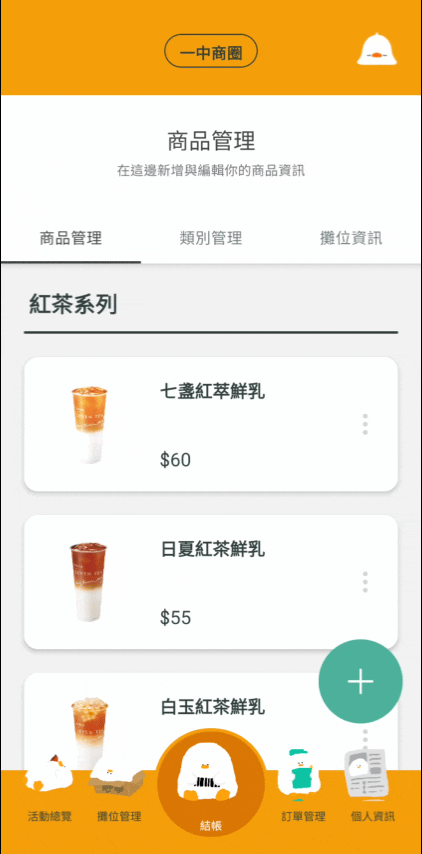 一中商圈
商品管理
在這邊新增與編輯你的商品資訊
商品管理
類別管理
攤位資訊
紅茶系列
七盞紅萃鮮乳
$60
日夏紅茶鮮乳
$55
白玉紅茶鮮乳
活動總覽
攤位管理
結帳
訂單管理
個人資訊